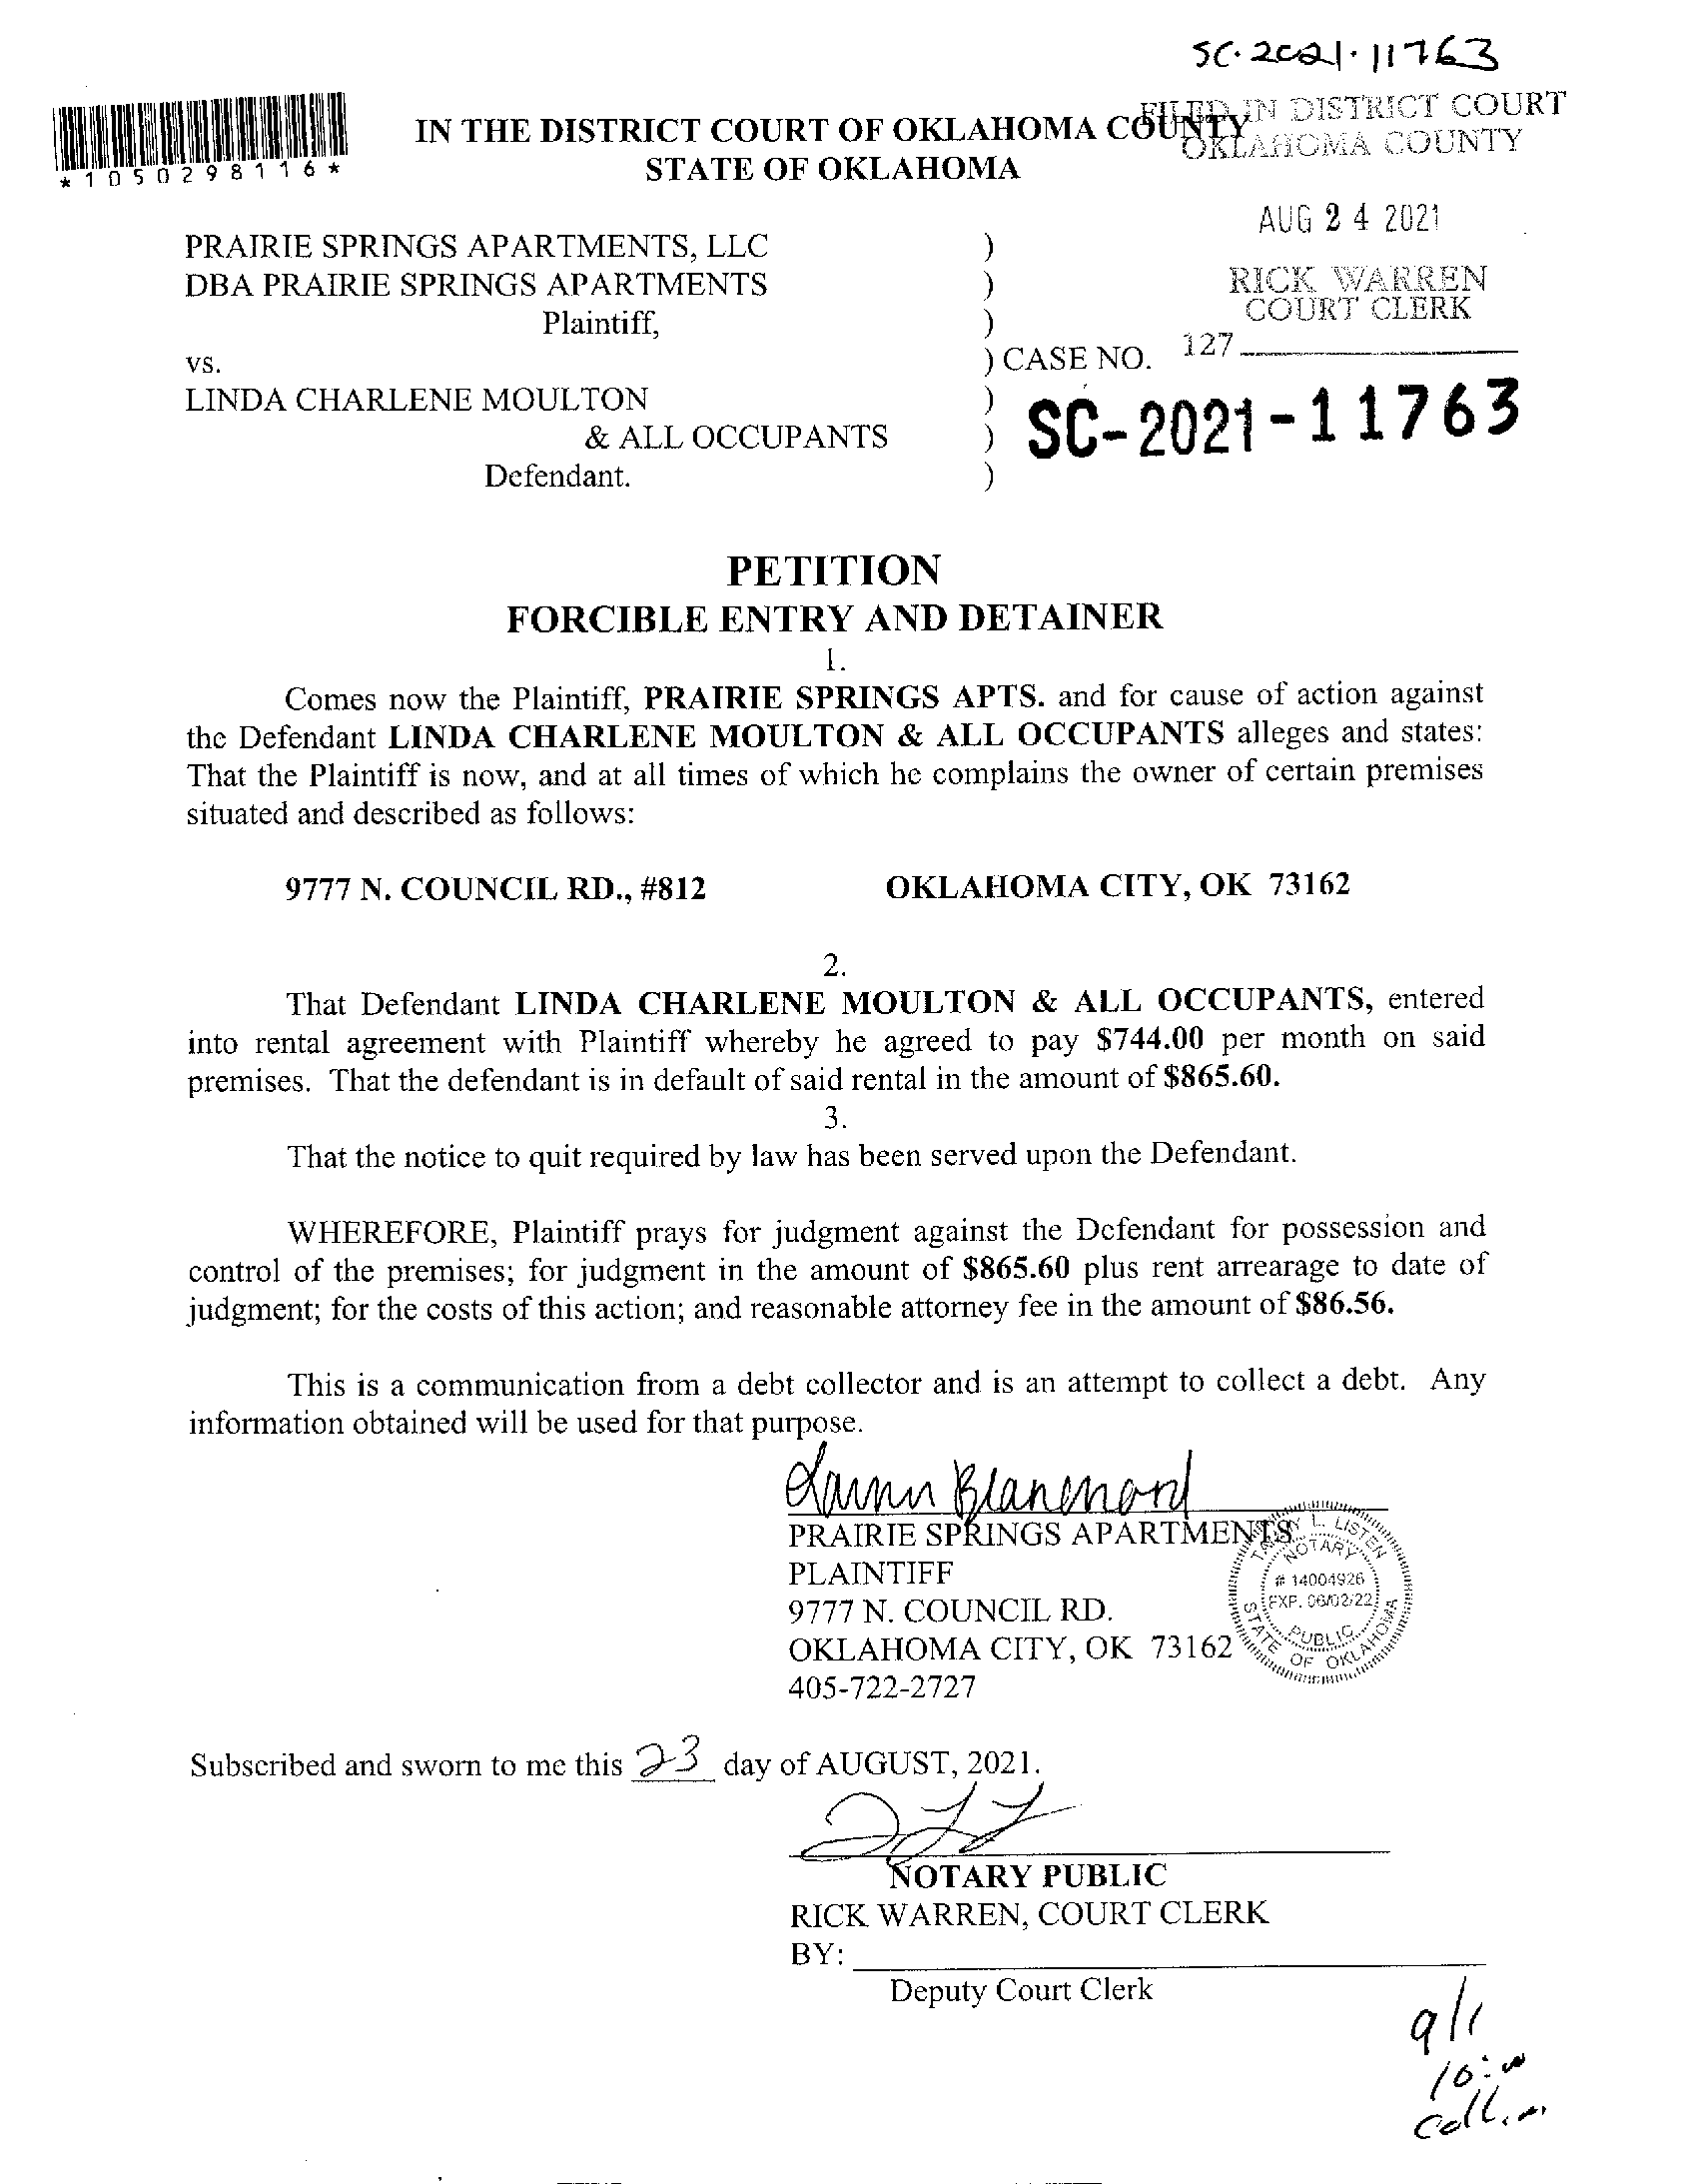 SC-2021-11763
FILED IN DISTRICT COURT
OKLAHOMA COUNTY
*1050298116*
IN THE DISTRICT COURT OF OKLAHOMA COUNTY
STATE OF OKLAHOMA
AUG 24 2021
RICK WARREN
COURT CLERK
127
PRAIRIE SPRINGS APARTMENTS, LLC )
DBA PRAIRIE SPRINGS APARTMENTS )
Plaintiff, )
vs. ) CASE NO.
LINDA CHARLENE MOULTON )
& ALL OCCUPANTS ) SC-2021-11763
Defendant. )
PETITION
FORCIBLE ENTRY AND DETAINER
1.
Comes now the Plaintiff, PRAIRIE SPRINGS APTS. and for cause of action against
the Defendant LINDA CHARLENE MOULTON & ALL OCCUPANTS alleges and states:
That the Plaintiff is now, and at all times of which he complains the owner of certain premises
situated and described as follows:
9777 N. COUNCIL RD., #812 OKLAHOMA CITY, OK 73162
2.
That Defendant LINDA CHARLENE MOULTON & ALL OCCUPANTS, entered
into rental agreement with Plaintiff whereby he agreed to pay $744.00 per month on said
premises. That the defendant is in default of said rental in the amount of $865.60.
3.
That the notice to quit required by law has been served upon the Defendant.
WHEREFORE, Plaintiff prays for judgment against the Defendant for possession and
control of the premises; for judgment in the amount of $865.60 plus rent arrearage to date of
judgment; for the costs of this action; and reasonable attorney fee in the amount of $86.56.
This is a communication from a debt collector and is an attempt to collect a debt. Any
information obtained will be used for that purpose.
PRAIRIE SPRINGS APARTMENTS
PLAINTIFF
9777 N. COUNCIL RD.
OKLAHOMA CITY, OK 73162
405-722-2727
L. LISTEN
NOTARY
# 14004926
EXP. 06/02/22
PUBLIC
STATE OF OKLAHOMA
Subscribed and sworn to me this 23 day of AUGUST, 2021.
NOTARY PUBLIC
RICK WARREN, COURT CLERK
BY:
Deputy Court Clerk
9/1